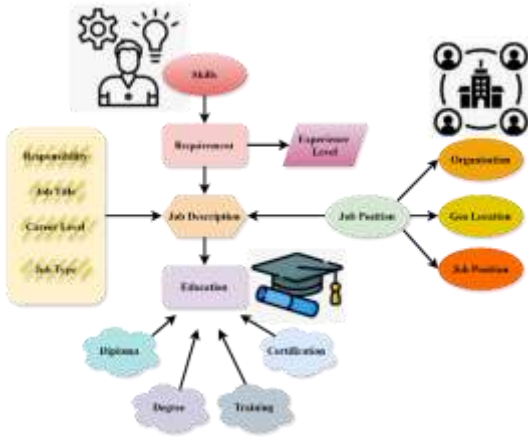 Skills
Requirement
Experience
Level
Organisation
Responsibility
Job Title
Career Level
Job Type
Job Description
Job Position
Geo Location
Job Position
Education
Diploma
Certification
Degree
Training